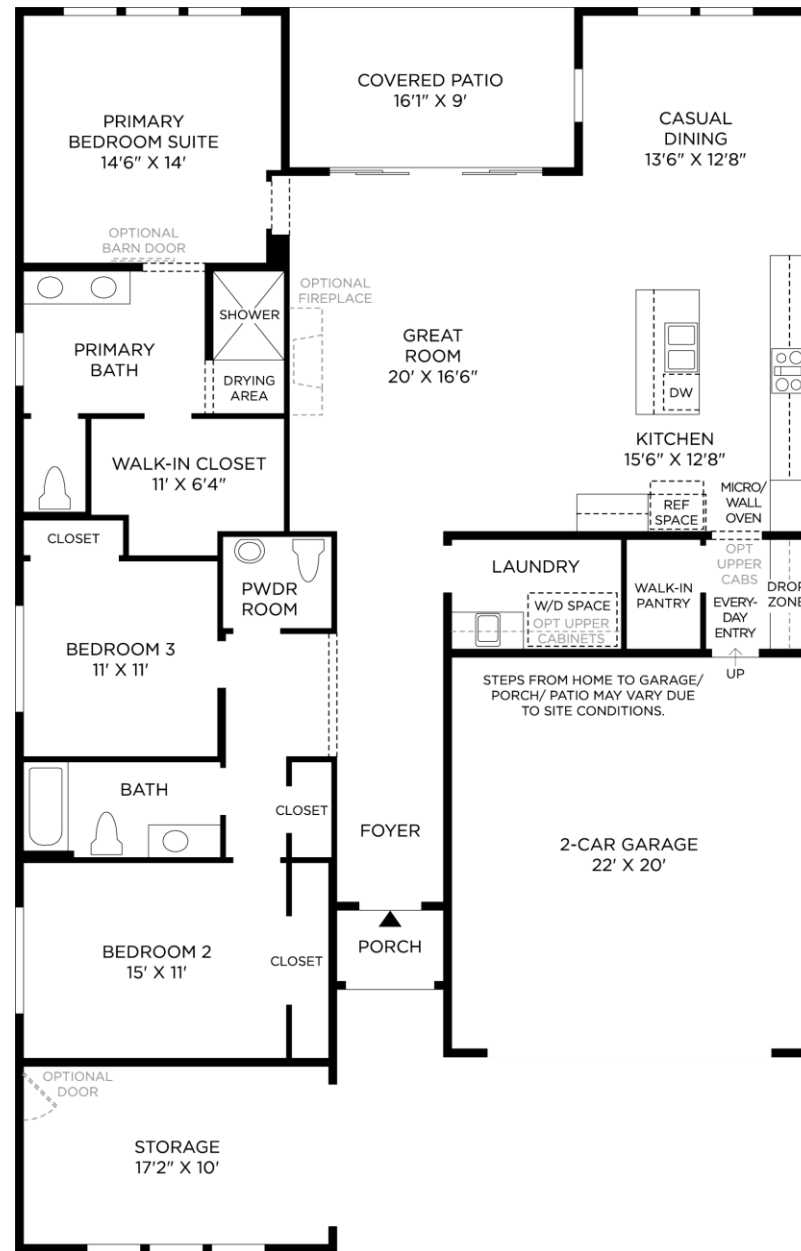 PRIMARY
BEDROOM SUITE
14'6" X 14'
COVERED PATIO
16'1" X 9'
CASUAL
DINING
13'6" X 12'8"
OPTIONAL
BARN DOOR
OPTIONAL
FIREPLACE
SHOWER
PRIMARY
BATH
DRYING
AREA
GREAT
ROOM
20' X 16'6"
DW
KITCHEN
15'6" X 12'8"
WALK-IN CLOSET
11' X 6'4"
REF
SPACE
MICRO/
WALL
OVEN
CLOSET
PWDR
ROOM
LAUNDRY
W/D SPACE
OPT UPPER
CABINETS
WALK-IN
PANTRY
OPT
UPPER
CABS
EVERY-
DAY
ENTRY
DROP
ZONE
UP
BEDROOM 3
11' X 11'
STEPS FROM HOME TO GARAGE/
PORCH/ PATIO MAY VARY DUE
TO SITE CONDITIONS.
BATH
CLOSET
FOYER
2-CAR GARAGE
22' X 20'
BEDROOM 2
15' X 11'
CLOSET
PORCH
OPTIONAL
DOOR
STORAGE
17'2" X 10'